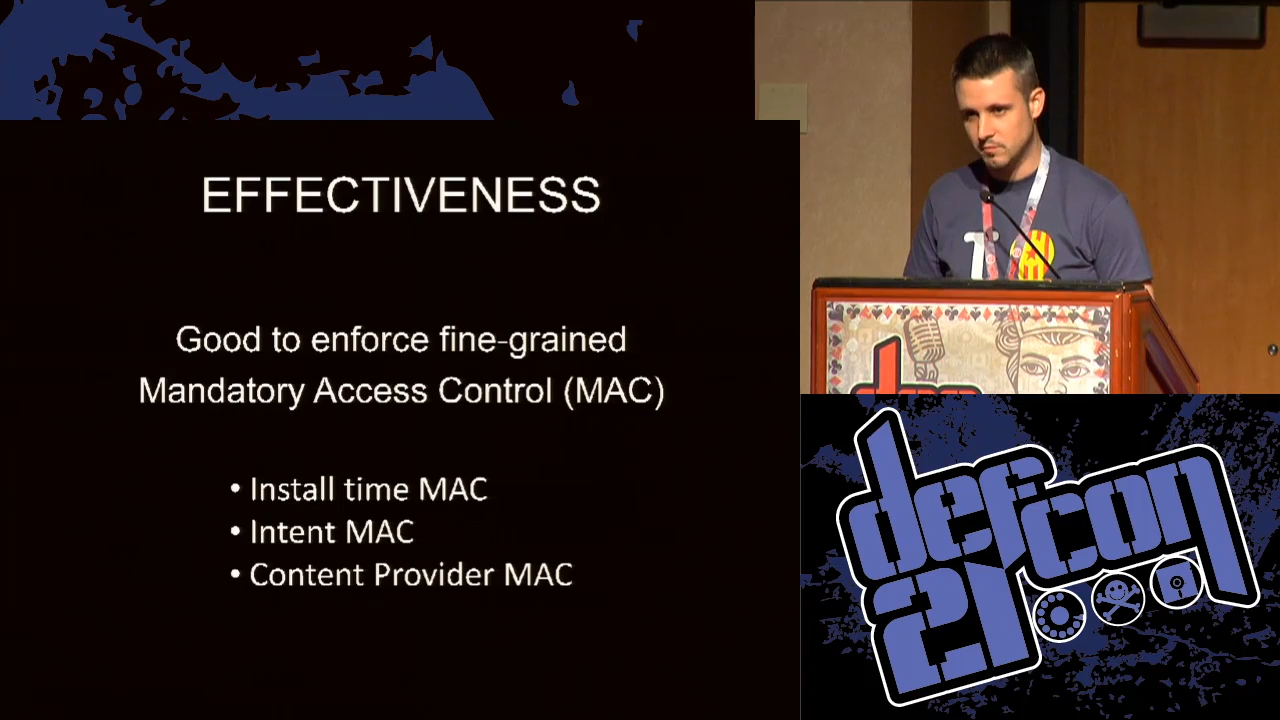 EFFECTIVENESS
Good to enforce fine-grained
Mandatory Access Control (MAC)
• Install time MAC
• Intent MAC
• Content Provider MAC
defcon
21